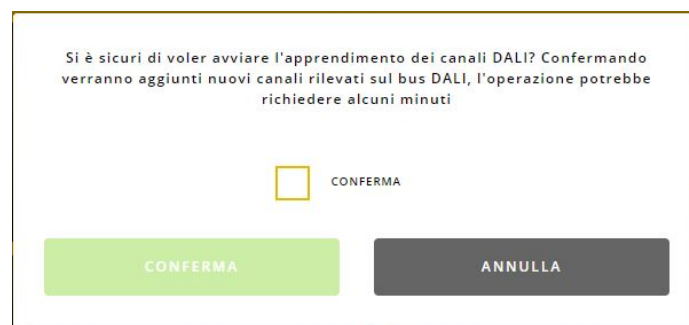 Si è sicuri di voler avviare l'apprendimento dei canali DALI? Confermando
verranno aggiunti nuovi canali rilevati sul bus DALI, l'operazione potrebbe
richiedere alcuni minuti
CONFERMA
CONFERMA ANNULLA